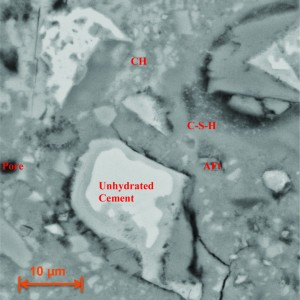 CH
C-S-H
Pore
AFt
Unhydrated
Cement
10 μm